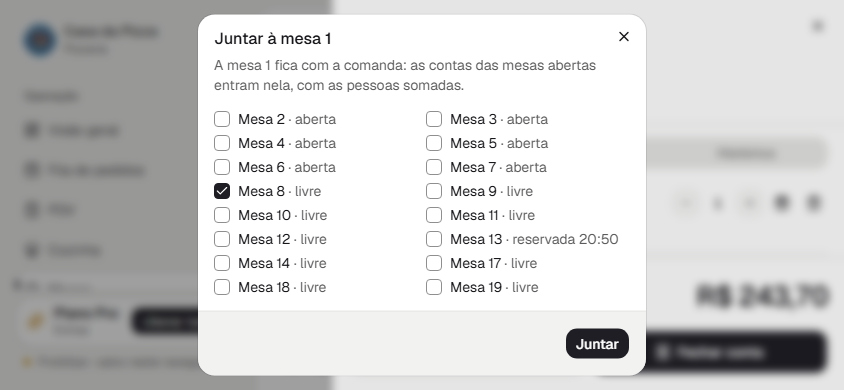 Juntar à mesa 1
A mesa 1 fica com a comanda: as contas das mesas abertas
entram nela, com as pessoas somadas.
Mesa 2 · aberta
Mesa 3 · aberta
Mesa 4 · aberta
Mesa 5 · aberta
Mesa 6 · aberta
Mesa 7 · aberta
Mesa 8 · livre
Mesa 9 · livre
Mesa 10 · livre
Mesa 11 · livre
Mesa 12 · livre
Mesa 13 · reservada 20:50
Mesa 14 · livre
Mesa 17 · livre
Mesa 18 · livre
Mesa 19 · livre
R$ 243,70
Juntar